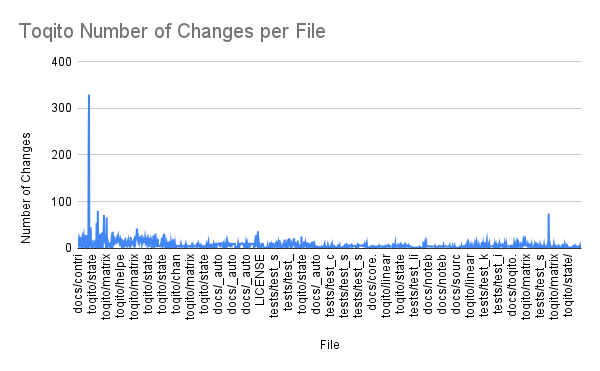 Toqito Number of Changes per File
Number of Changes
400
300
200
100
0
docs/contri
toqito/state
toqito/matrix
toqito/helpe
toqito/matrix
toqito/state
toqito/state
toqito/chan
toqito/matrix
toqito/state
docs/_auto
docs/_auto
docs/_auto
LICENSE
tests/test_s
tests/test_
toqito/state
docs/_auto
tests/test_c
tests/test_s
tests/test_s
docs/core.
toqito/linear
toqito/state
tests/test_li
docs/noteb
docs/noteb
docs/sourc
toqito/linear
tests/test_k
tests/test_i
docs/toqito.
toqito/matrix
tests/test_s
toqito/matrix
toqito/state/
File